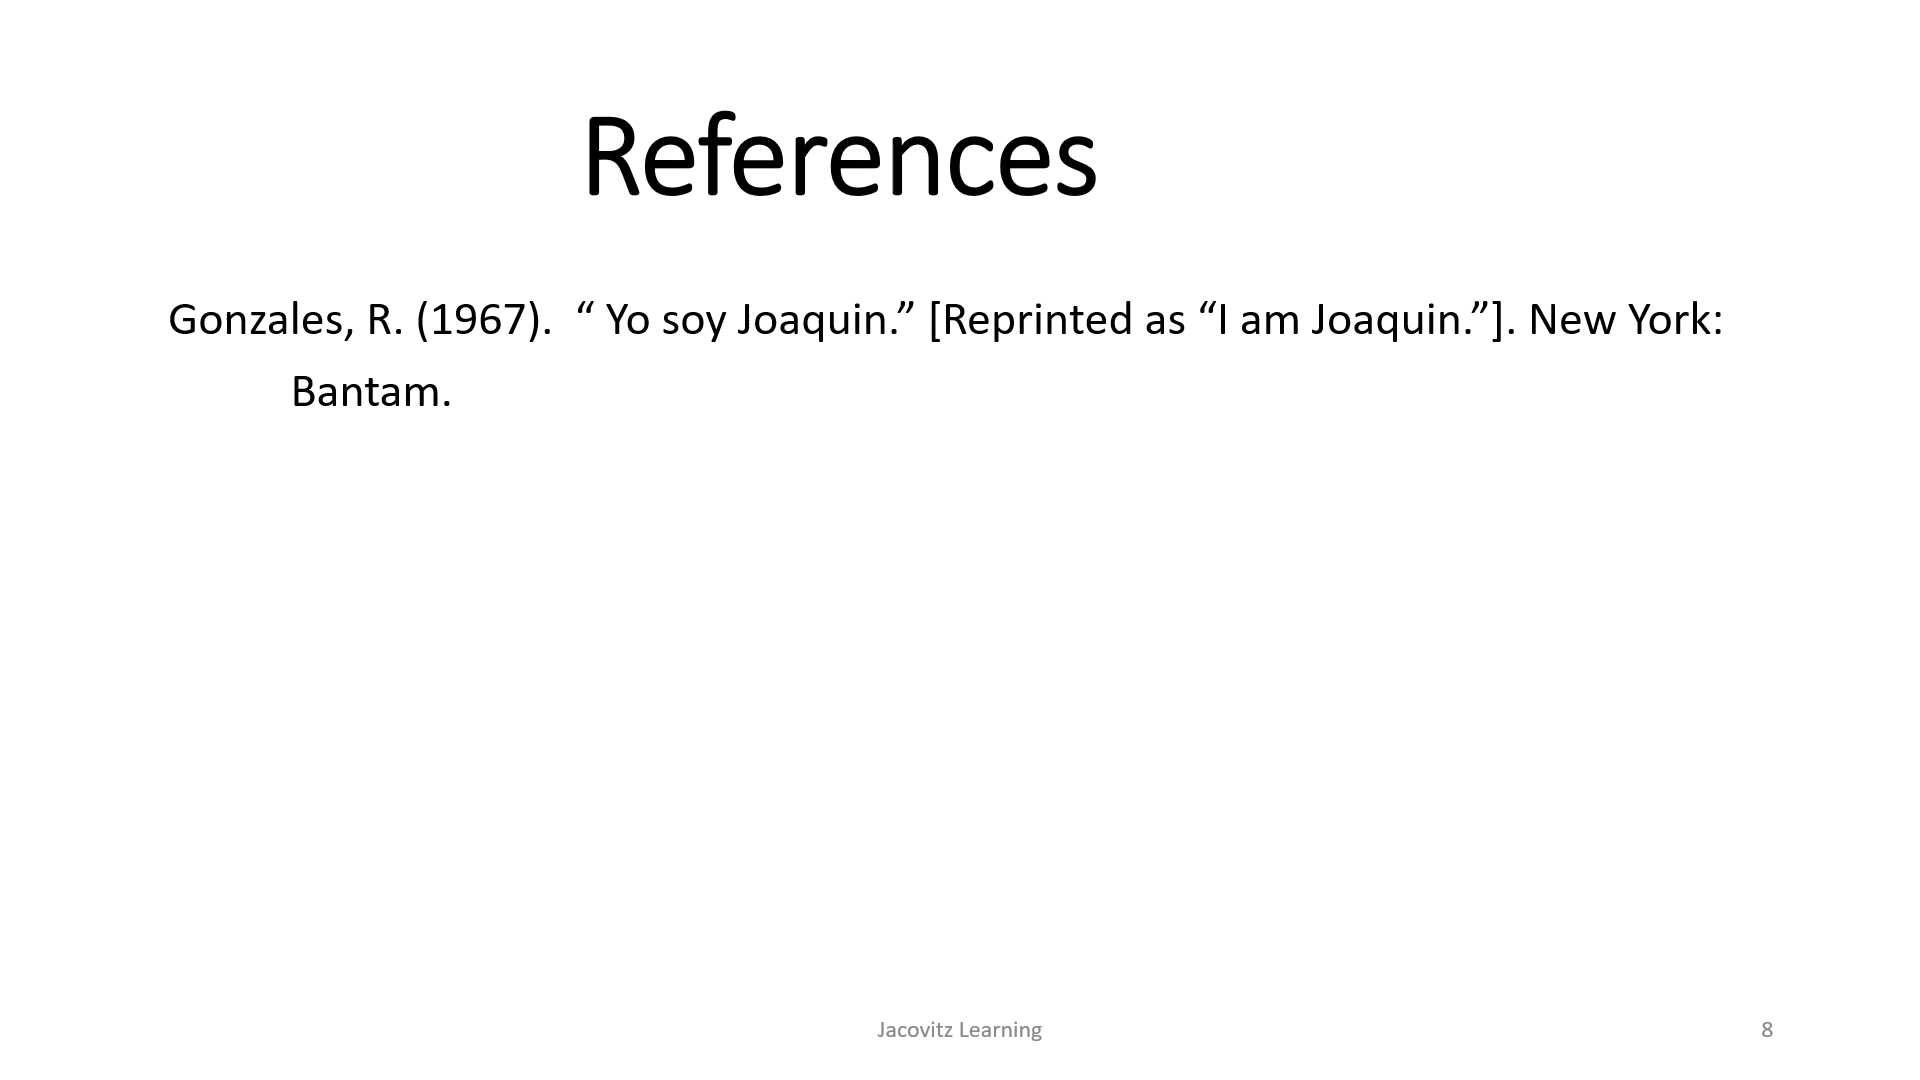 References
Gonzales, R. (1967).  “ Yo soy Joaquin.” [Reprinted as “I am Joaquin.”]. New York:
Bantam.
Jacovitz Learning
8